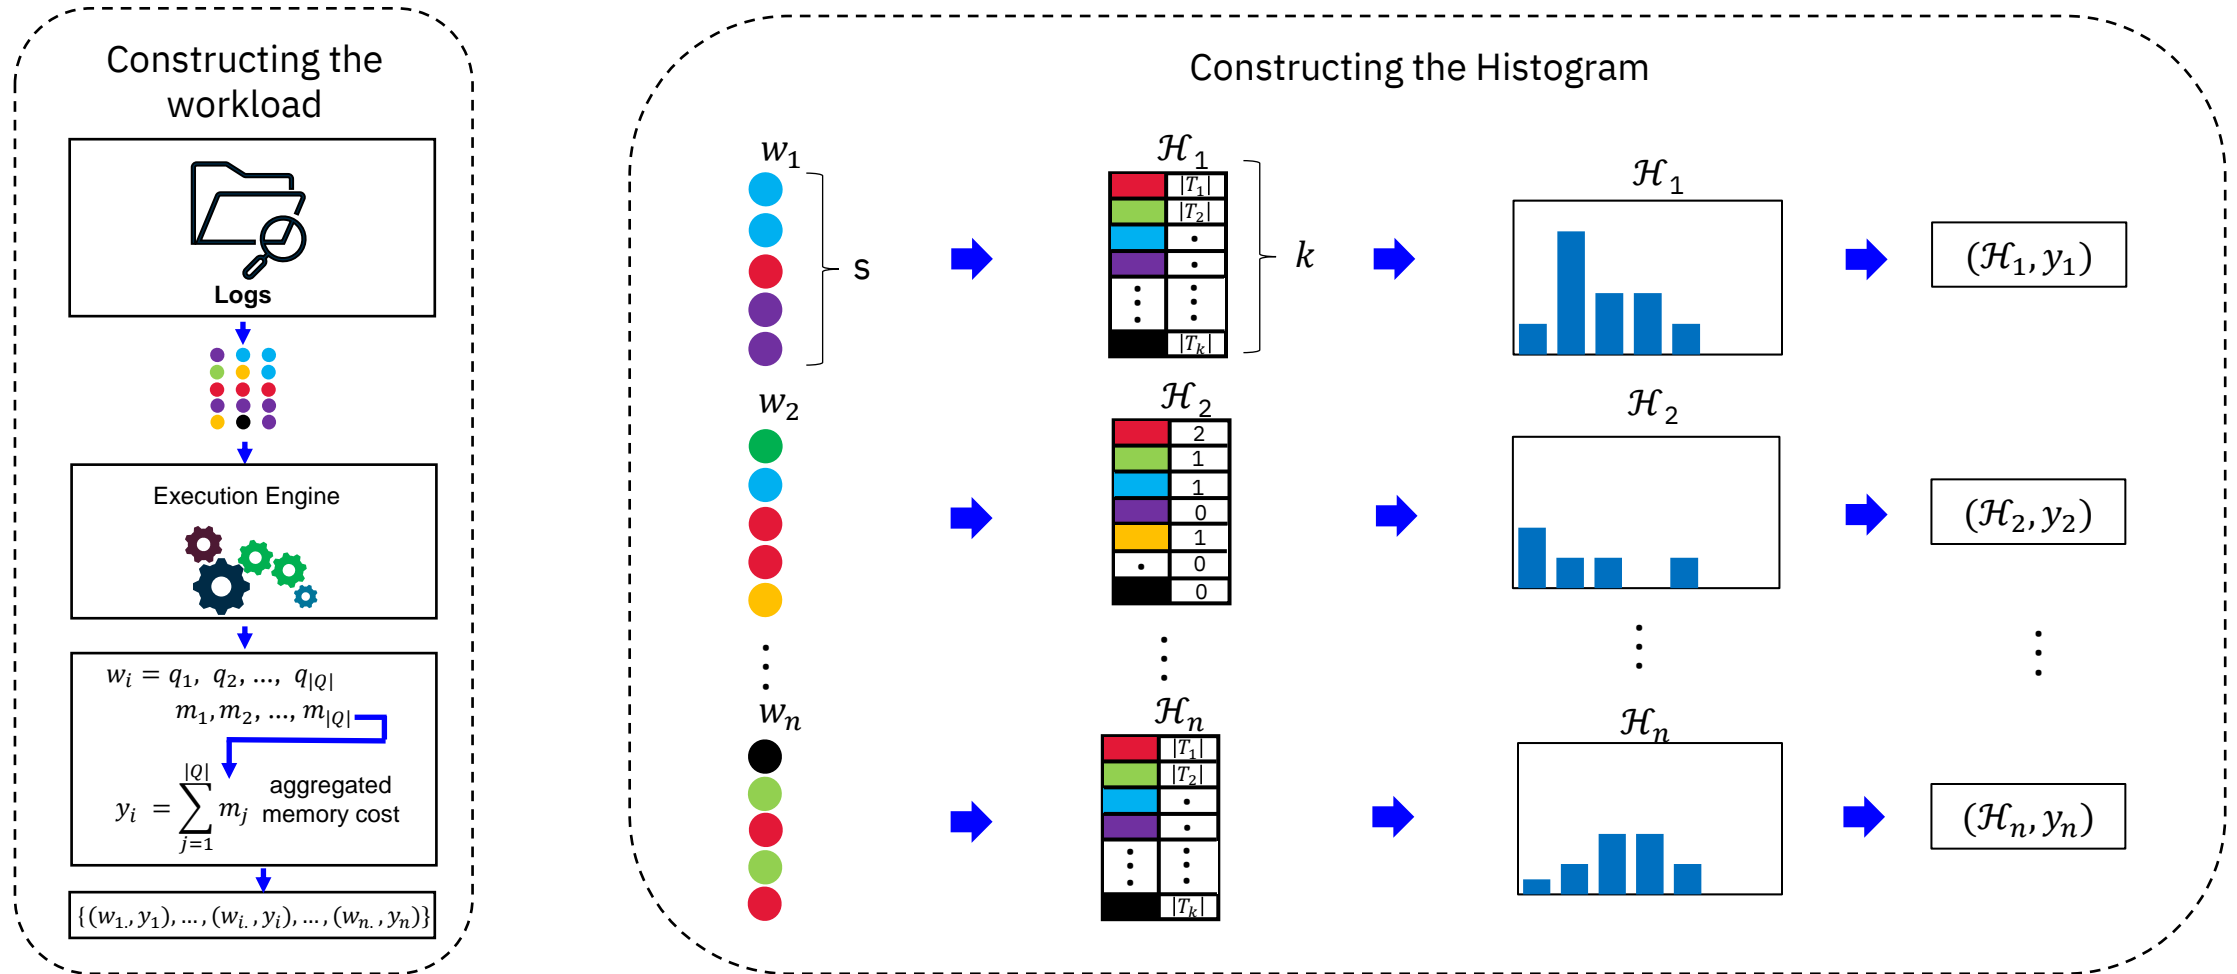 Constructing the
workload
Logs
Execution Engine
w_i = q_1, q_2, ..., q_|Q|
m_1, m_2, ..., m_|Q|
y_i = ∑_{j=1}^{|Q|} m_j
aggregated
memory cost
{(w_1., y_1), ..., (w_i., y_i), ..., (w_n., y_n)}
Constructing the Histogram
w_1
s
ℋ_1
|T_1|
|T_2|
|T_k|
k
ℋ_1
(ℋ_1, y_1)
w_2
ℋ_2
2
1
1
0
1
0
0
ℋ_2
(ℋ_2, y_2)
w_n
ℋ_n
|T_1|
|T_2|
|T_k|
ℋ_n
(ℋ_n, y_n)